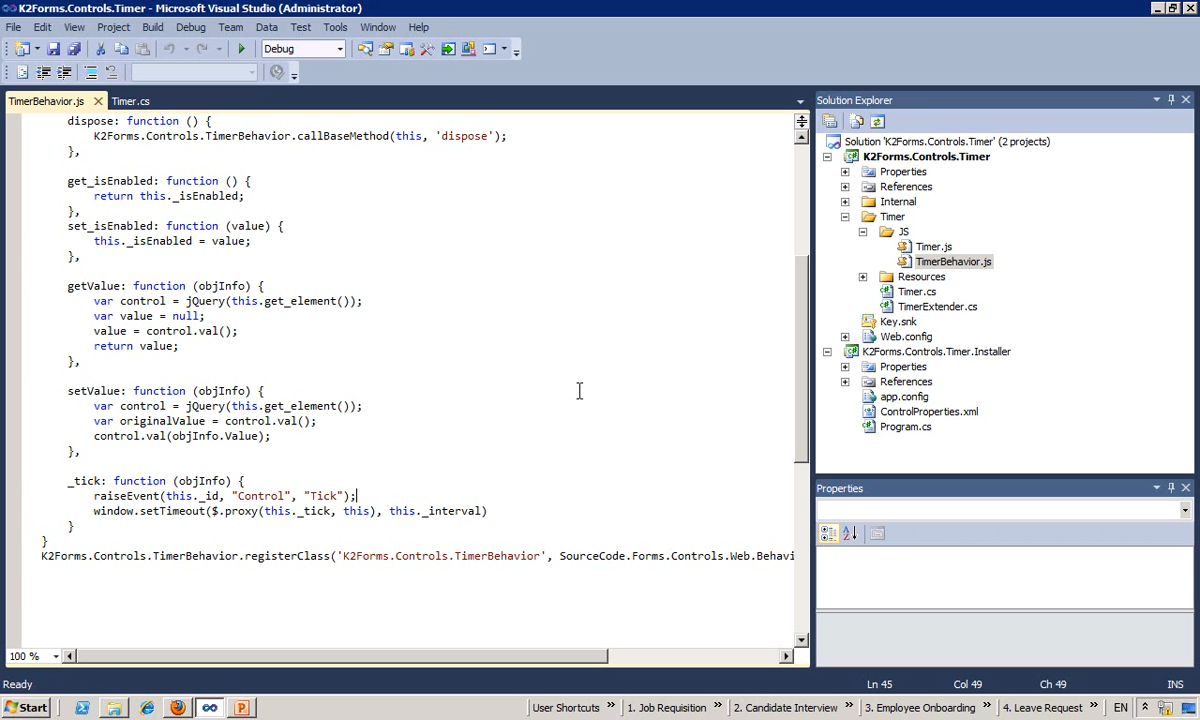 K2Forms.Controls.Timer - Microsoft Visual Studio (Administrator)
File Edit View Project Build Debug Team Data Test Tools Window Help
Debug
TimerBehavior.js Timer.cs
dispose: function () {
K2Forms.Controls.TimerBehavior.callBaseMethod(this, 'dispose');
},
get_isEnabled: function () {
return this._isEnabled;
},
set_isEnabled: function (value) {
this._isEnabled = value;
},
getValue: function (objInfo) {
var control = jQuery(this.get_element());
var value = null;
value = control.val();
return value;
},
setValue: function (objInfo) {
var control = jQuery(this.get_element());
var originalValue = control.val();
control.val(objInfo.Value);
},
_tick: function (objInfo) {
raiseEvent(this._id, "Control", "Tick");
window.setTimeout($.proxy(this._tick, this), this._interval)
}
}
K2Forms.Controls.TimerBehavior.registerClass('K2Forms.Controls.TimerBehavior', SourceCode.Forms.Controls.Web.Behavi
100 %
Solution Explorer
Solution 'K2Forms.Controls.Timer' (2 projects)
K2Forms.Controls.Timer
Properties
References
Internal
Timer
JS
Timer.js
TimerBehavior.js
Resources
Timer.cs
TimerExtender.cs
Key.snk
Web.config
K2Forms.Controls.Timer.Installer
Properties
References
app.config
ControlProperties.xml
Program.cs
Properties
Ready Ln 45 Col 49 Ch 49 INS
Start User Shortcuts » 1. Job Requisition » 2. Candidate Interview » 3. Employee Onboarding » 4. Leave Request » EN